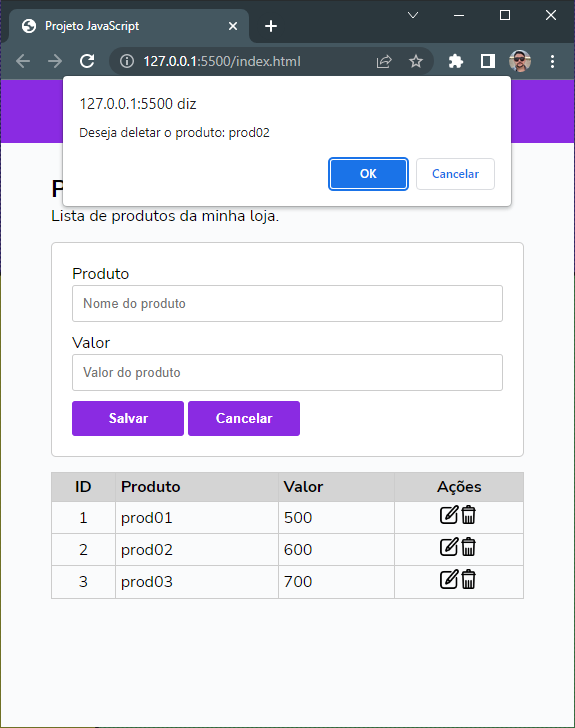 Projeto JavaScript
127.0.0.1:5500/index.html
127.0.0.1:5500 diz
Deseja deletar o produto: prod02
OK Cancelar
Lista de produtos da minha loja.
Produto
Nome do produto
Valor
Valor do produto
Salvar Cancelar
ID Produto Valor Ações
1 prod01 500
2 prod02 600
3 prod03 700